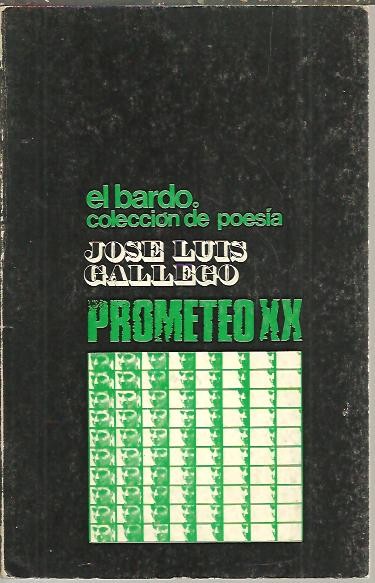 el bardo.
colección de poesía
JOSE LUIS
GALLEGO
PROMETEO XX